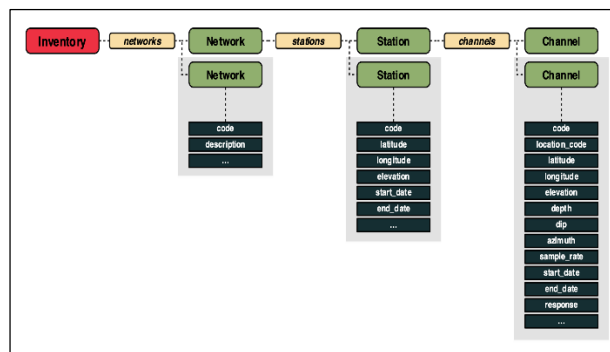 Inventory networks Network stations Station channels Channel
Network Station Channel
code code code
description latitude location_code
... longitude latitude
elevation longitude
start_date elevation
end_date depth
... dip
azimuth
sample_rate
start_date
end_date
response
...